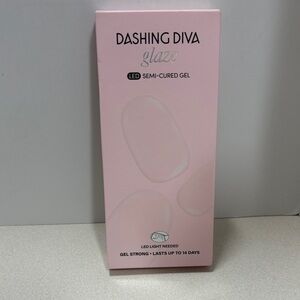 DASHING DIVA
glaze
LED SEMI-CURED GEL
LED LIGHT NEEDED
GEL STRONG • LASTS UP TO 14 DAYS